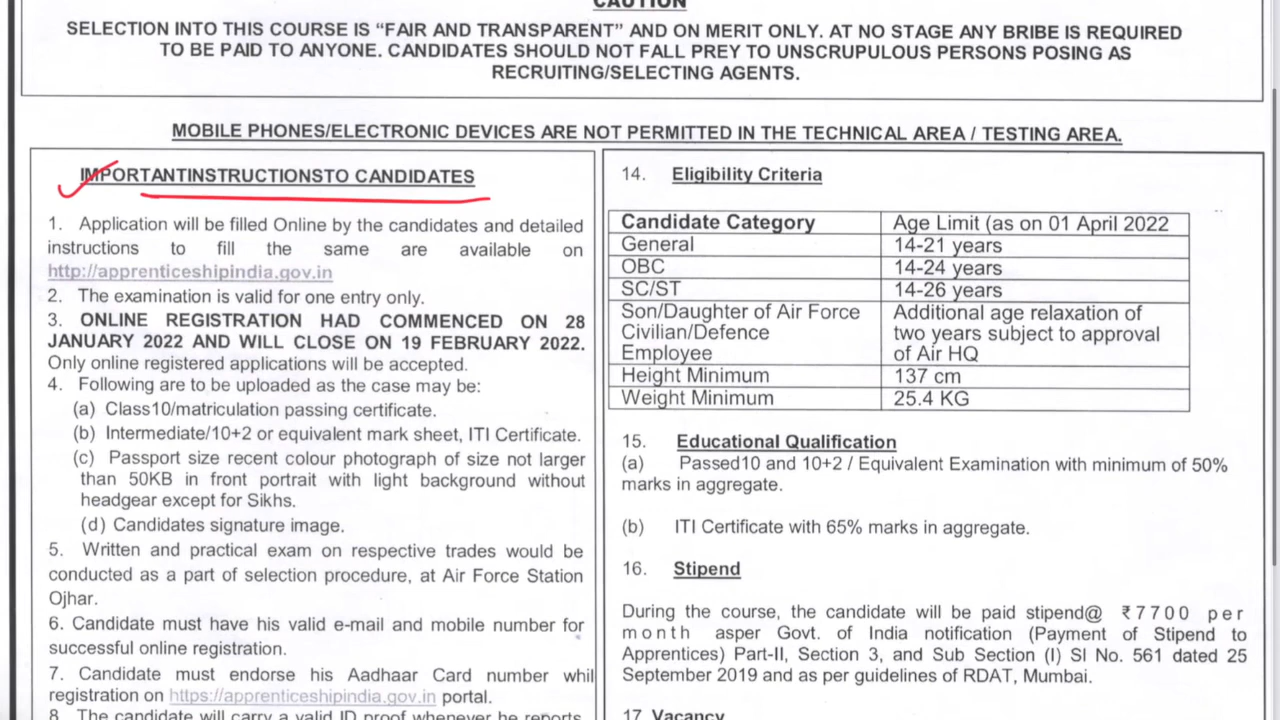 CAUTION
SELECTION INTO THIS COURSE IS “FAIR AND TRANSPARENT” AND ON MERIT ONLY. AT NO STAGE ANY BRIBE IS REQUIRED
TO BE PAID TO ANYONE. CANDIDATES SHOULD NOT FALL PREY TO UNSCRUPULOUS PERSONS POSING AS
RECRUITING/SELECTING AGENTS.
MOBILE PHONES/ELECTRONIC DEVICES ARE NOT PERMITTED IN THE TECHNICAL AREA / TESTING AREA.
IMPORTANTINSTRUCTIONSTO CANDIDATES
1. Application will be filled Online by the candidates and detailed
instructions to fill the same are available on
http://apprenticeshipindia.gov.in
2. The examination is valid for one entry only.
3. ONLINE REGISTRATION HAD COMMENCED ON 28
JANUARY 2022 AND WILL CLOSE ON 19 FEBRUARY 2022.
Only online registered applications will be accepted.
4. Following are to be uploaded as the case may be:
(a) Class10/matriculation passing certificate.
(b) Intermediate/10+2 or equivalent mark sheet, ITI Certificate.
(c) Passport size recent colour photograph of size not larger
than 50KB in front portrait with light background without
headgear except for Sikhs.
(d) Candidates signature image.
5. Written and practical exam on respective trades would be
conducted as a part of selection procedure, at Air Force Station
Ojhar.
6. Candidate must have his valid e-mail and mobile number for
successful online registration.
7. Candidate must endorse his Aadhaar Card number whil
registration on https://apprenticeshipindia.gov.in portal.
8. The candidate will carry a valid ID proof whenever he reports
14. Eligibility Criteria
Candidate Category Age Limit (as on 01 April 2022
General 14-21 years
OBC 14-24 years
SC/ST 14-26 years
Son/Daughter of Air Force Additional age relaxation of
Civilian/Defence two years subject to approval
Employee of Air HQ
Height Minimum 137 cm
Weight Minimum 25.4 KG
15. Educational Qualification
(a) Passed10 and 10+2 / Equivalent Examination with minimum of 50%
marks in aggregate.
(b) ITI Certificate with 65% marks in aggregate.
16. Stipend
During the course, the candidate will be paid stipend@ ₹7700 per
month asper Govt. of India notification (Payment of Stipend to
Apprentices) Part-II, Section 3, and Sub Section (I) SI No. 561 dated 25
September 2019 and as per guidelines of RDAT, Mumbai.
17 Vacancy